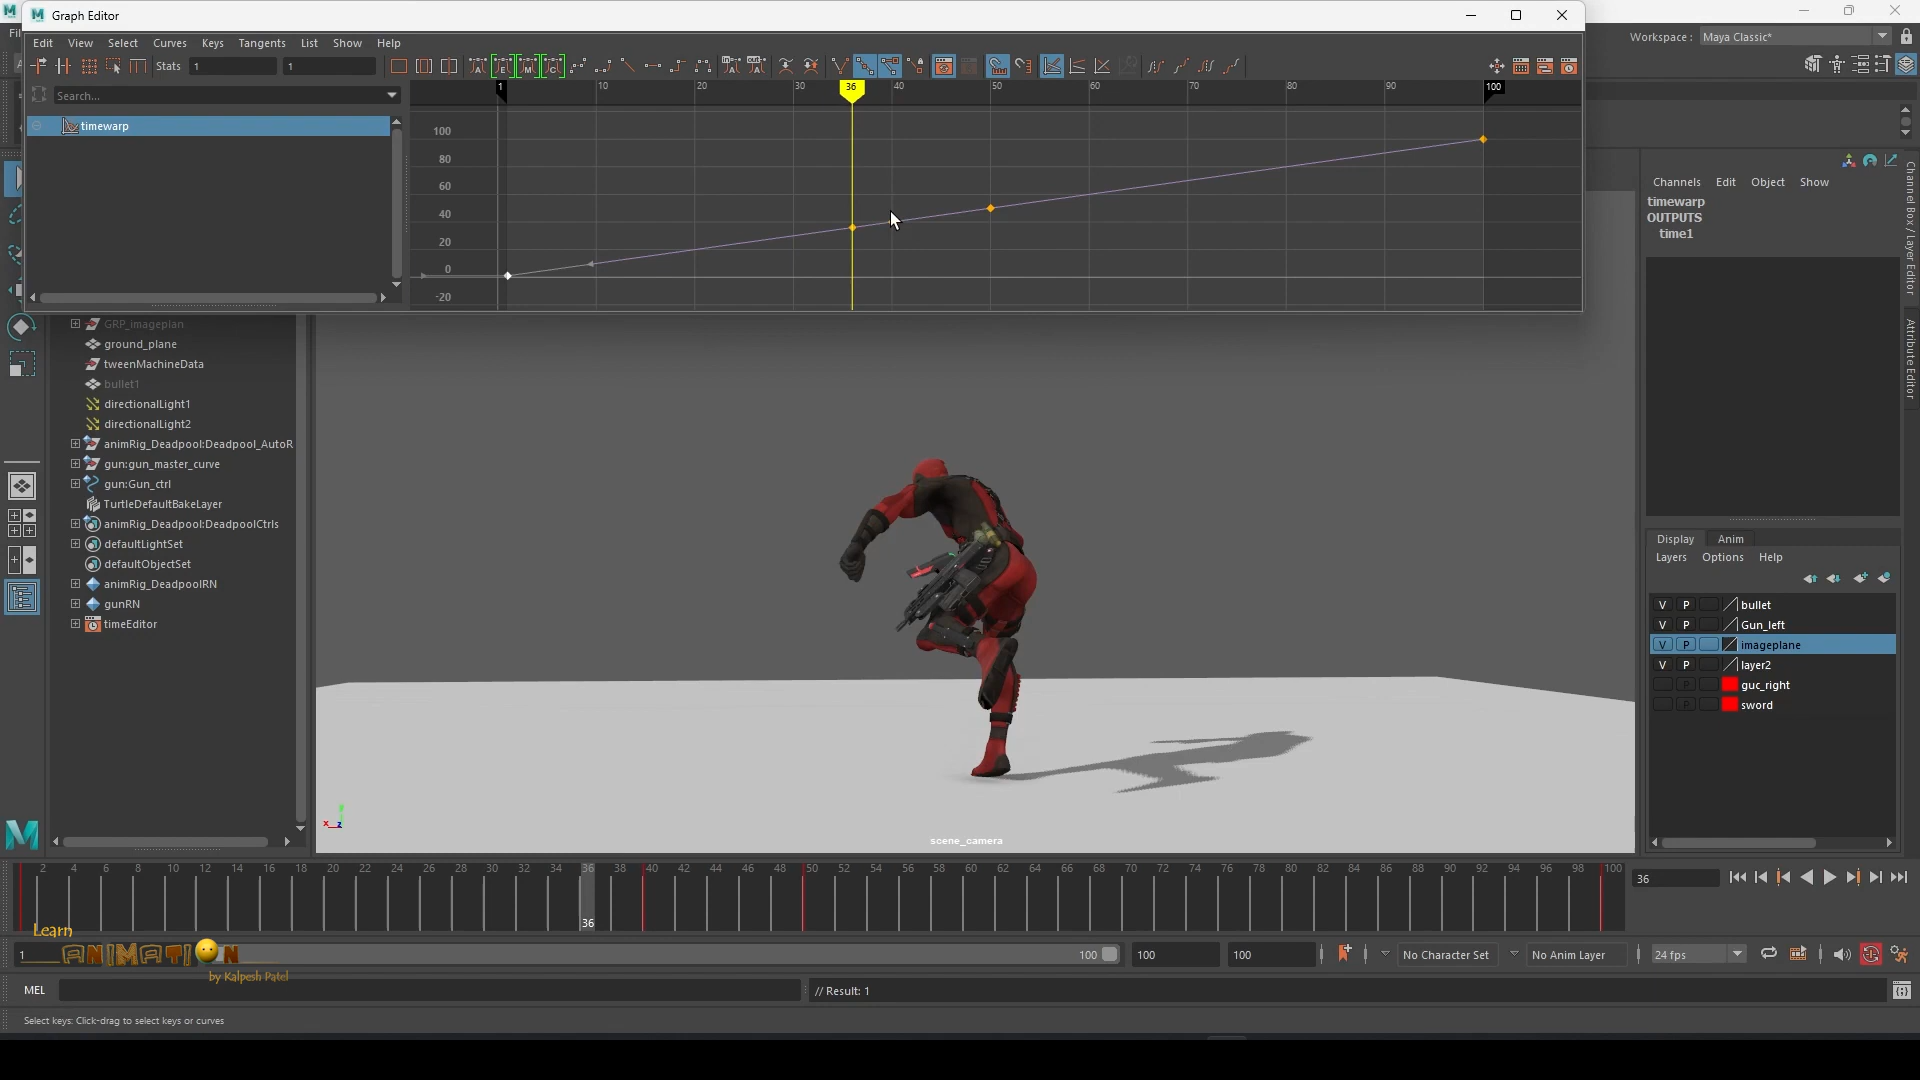 Graph Editor
Edit View Select Curves Keys Tangents List Show Help
Workspace : Maya Classic*
Stats 1 1
Search...
1 10 20 30 36 40 50 60 70 80 90 100
timewarp
100
80
60
40
20
0
-20
Channels Edit Object Show
timewarp
OUTPUTS
time1
Channel Box / Layer Editor
Attribute Editor
GRP_imageplan
ground_plane
tweenMachineData
bullet1
directionalLight1
directionalLight2
animRig_Deadpool:Deadpool_AutoR
gun:gun_master_curve
gun:Gun_ctrl
TurtleDefaultBakeLayer
animRig_Deadpool:DeadpoolCtrls
defaultLightSet
defaultObjectSet
animRig_DeadpoolRN
gunRN
timeEditor
Display Anim
Layers Options Help
V P bullet
V P Gun_left
V P imageplane
V P layer2
P guc_right
P sword
x z y
scene_camera
2 4 6 8 10 12 14 16 18 20 22 24 26 28 30 32 34 36 38 40 42 44 46 48 50 52 54 56 58 60 62 64 66 68 70 72 74 76 78 80 82 84 86 88 90 92 94 96 98 100
36
36
Learn
ANIMATION
by Kalpesh Patel
1 100 100 100 No Character Set No Anim Layer 24 fps
MEL // Result: 1
Select keys: Click-drag to select keys or curves